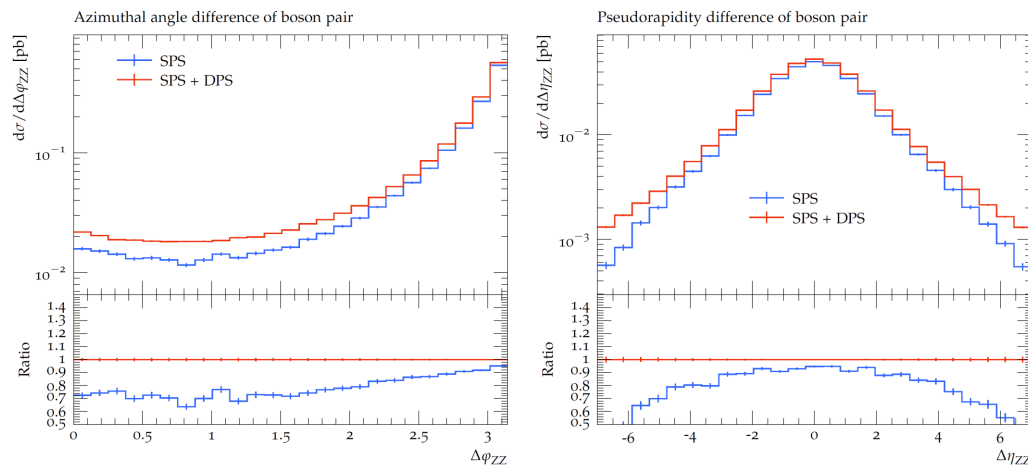 Azimuthal angle difference of boson pair
dσ/dΔφZZ [pb]
SPS
SPS + DPS
10⁻¹
10⁻²
Ratio
1.4
1.3
1.2
1.1
1
0.9
0.8
0.7
0.6
0.5
0 0.5 1 1.5 2 2.5 3
ΔφZZ
Pseudorapidity difference of boson pair
dσ/dΔηZZ [pb]
10⁻²
SPS
SPS + DPS
10⁻³
Ratio
1.4
1.3
1.2
1.1
1
0.9
0.8
0.7
0.6
0.5
-6 -4 -2 0 2 4 6
ΔηZZ